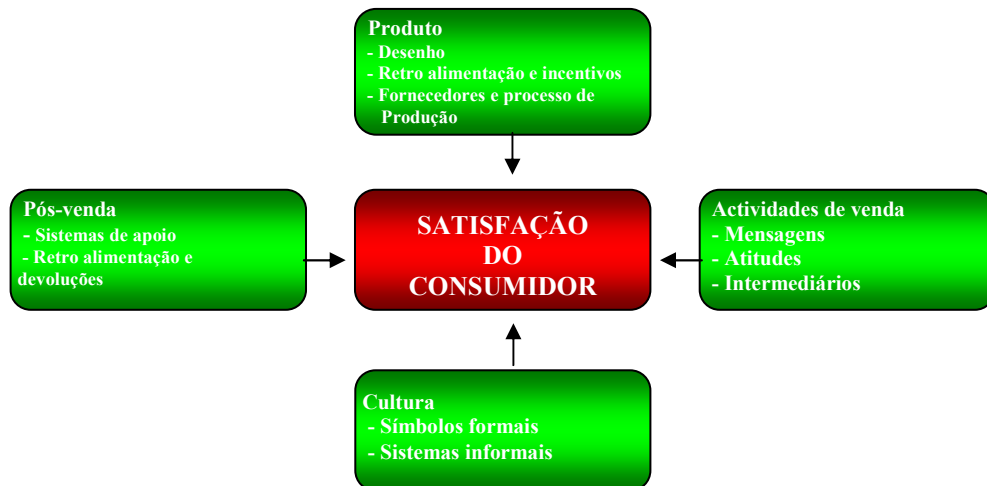 Produto
- Desenho
- Retro alimentação e incentivos
- Fornecedores e processo de
Produção
Pós-venda
- Sistemas de apoio
- Retro alimentação e
devoluções
SATISFAÇÃO
DO
CONSUMIDOR
Actividades de venda
- Mensagens
- Atitudes
- Intermediários
Cultura
- Símbolos formais
- Sistemas informais